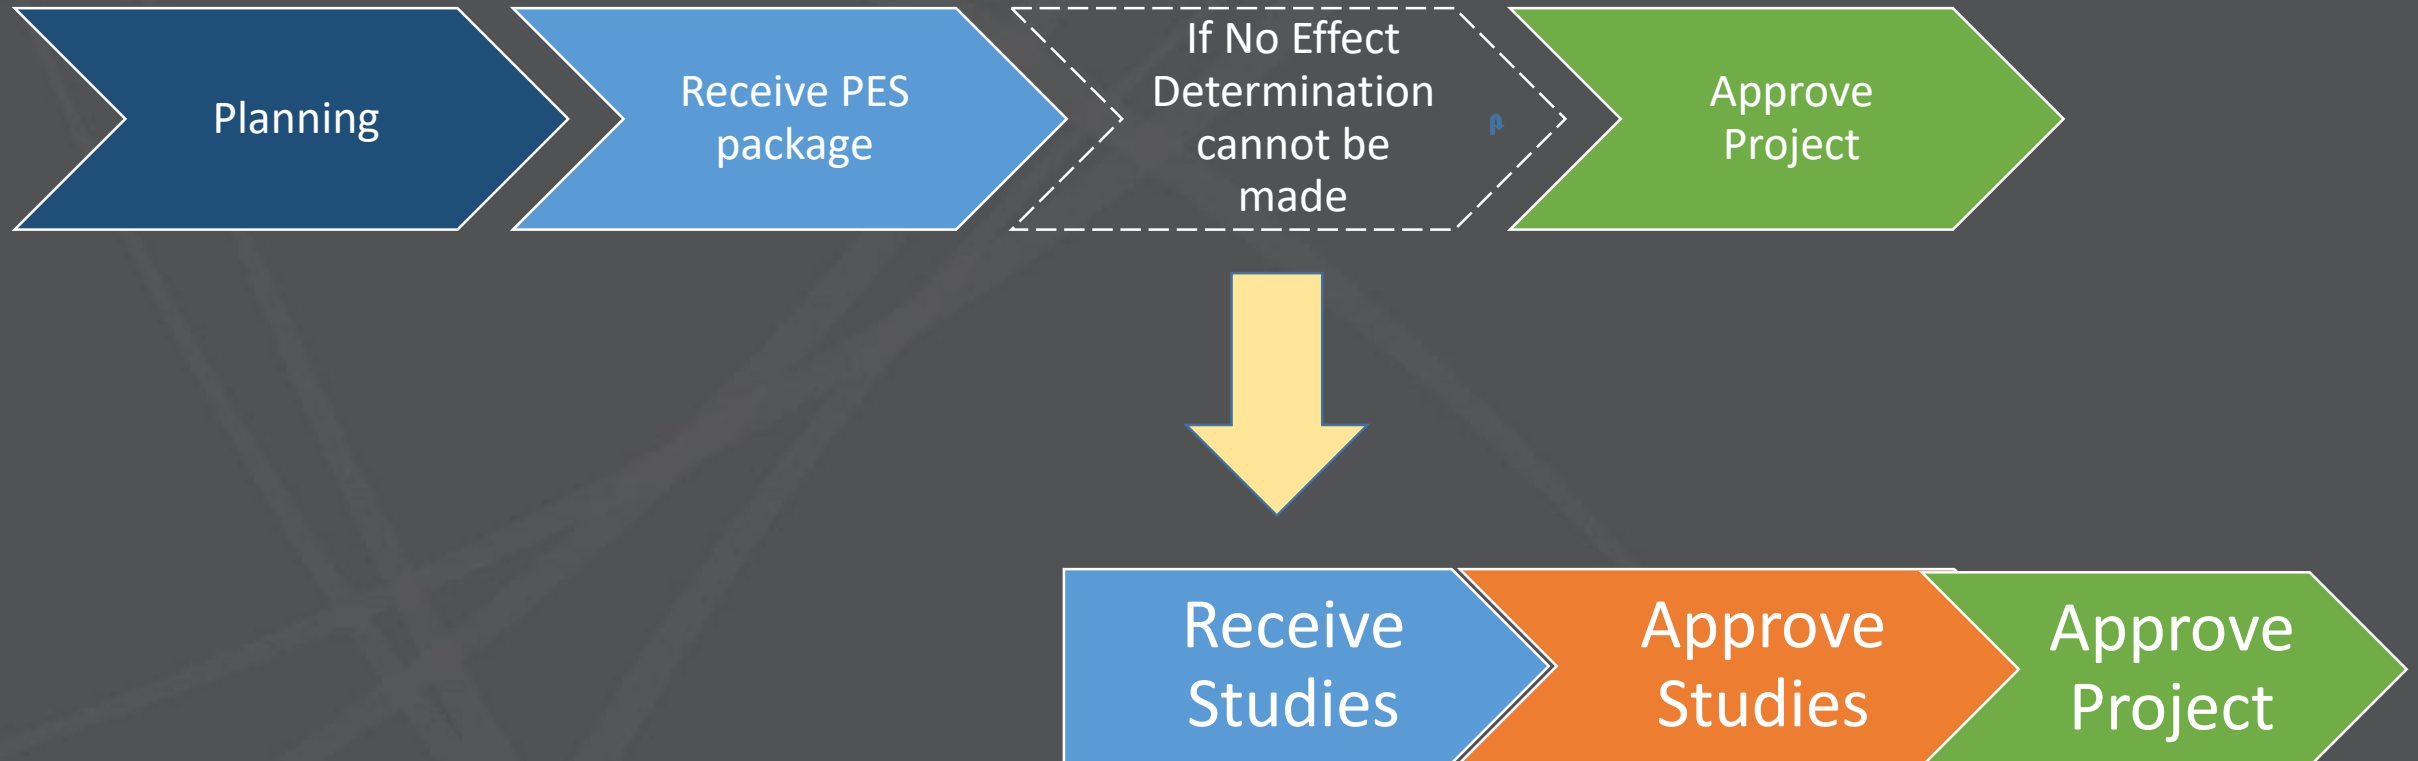 Planning
Receive PES
package
If No Effect
Determination
cannot be
made
Approve
Project
Receive
Studies
Approve
Studies
Approve
Project